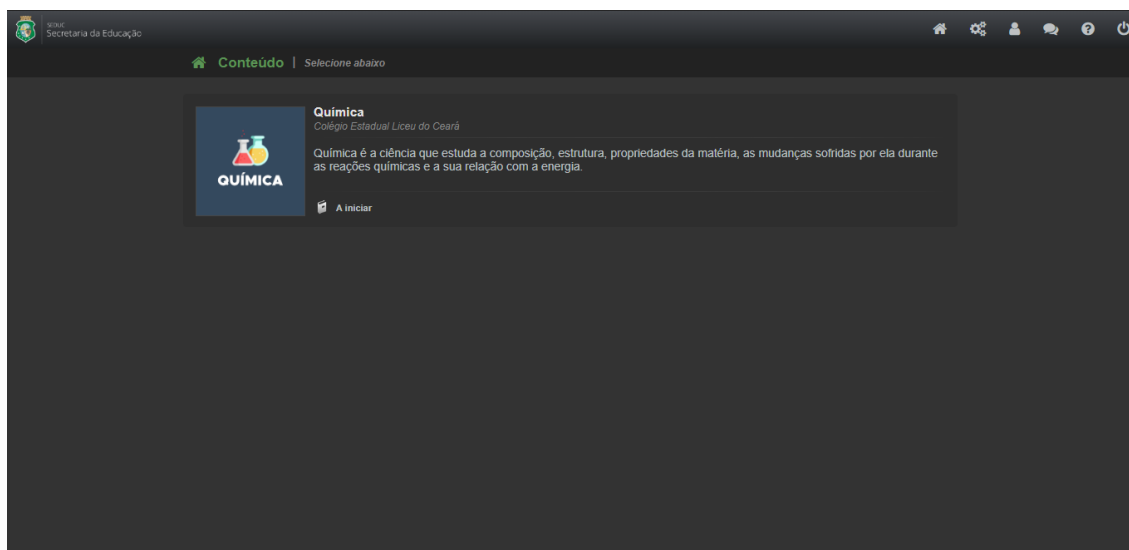 SEDUC
Secretaria da Educação
Conteúdo | Selecione abaixo
QUÍMICA
Química
Colégio Estadual Liceu do Ceará
Química é a ciência que estuda a composição, estrutura, propriedades da matéria, as mudanças sofridas por ela durante
as reações químicas e a sua relação com a energia.
A iniciar